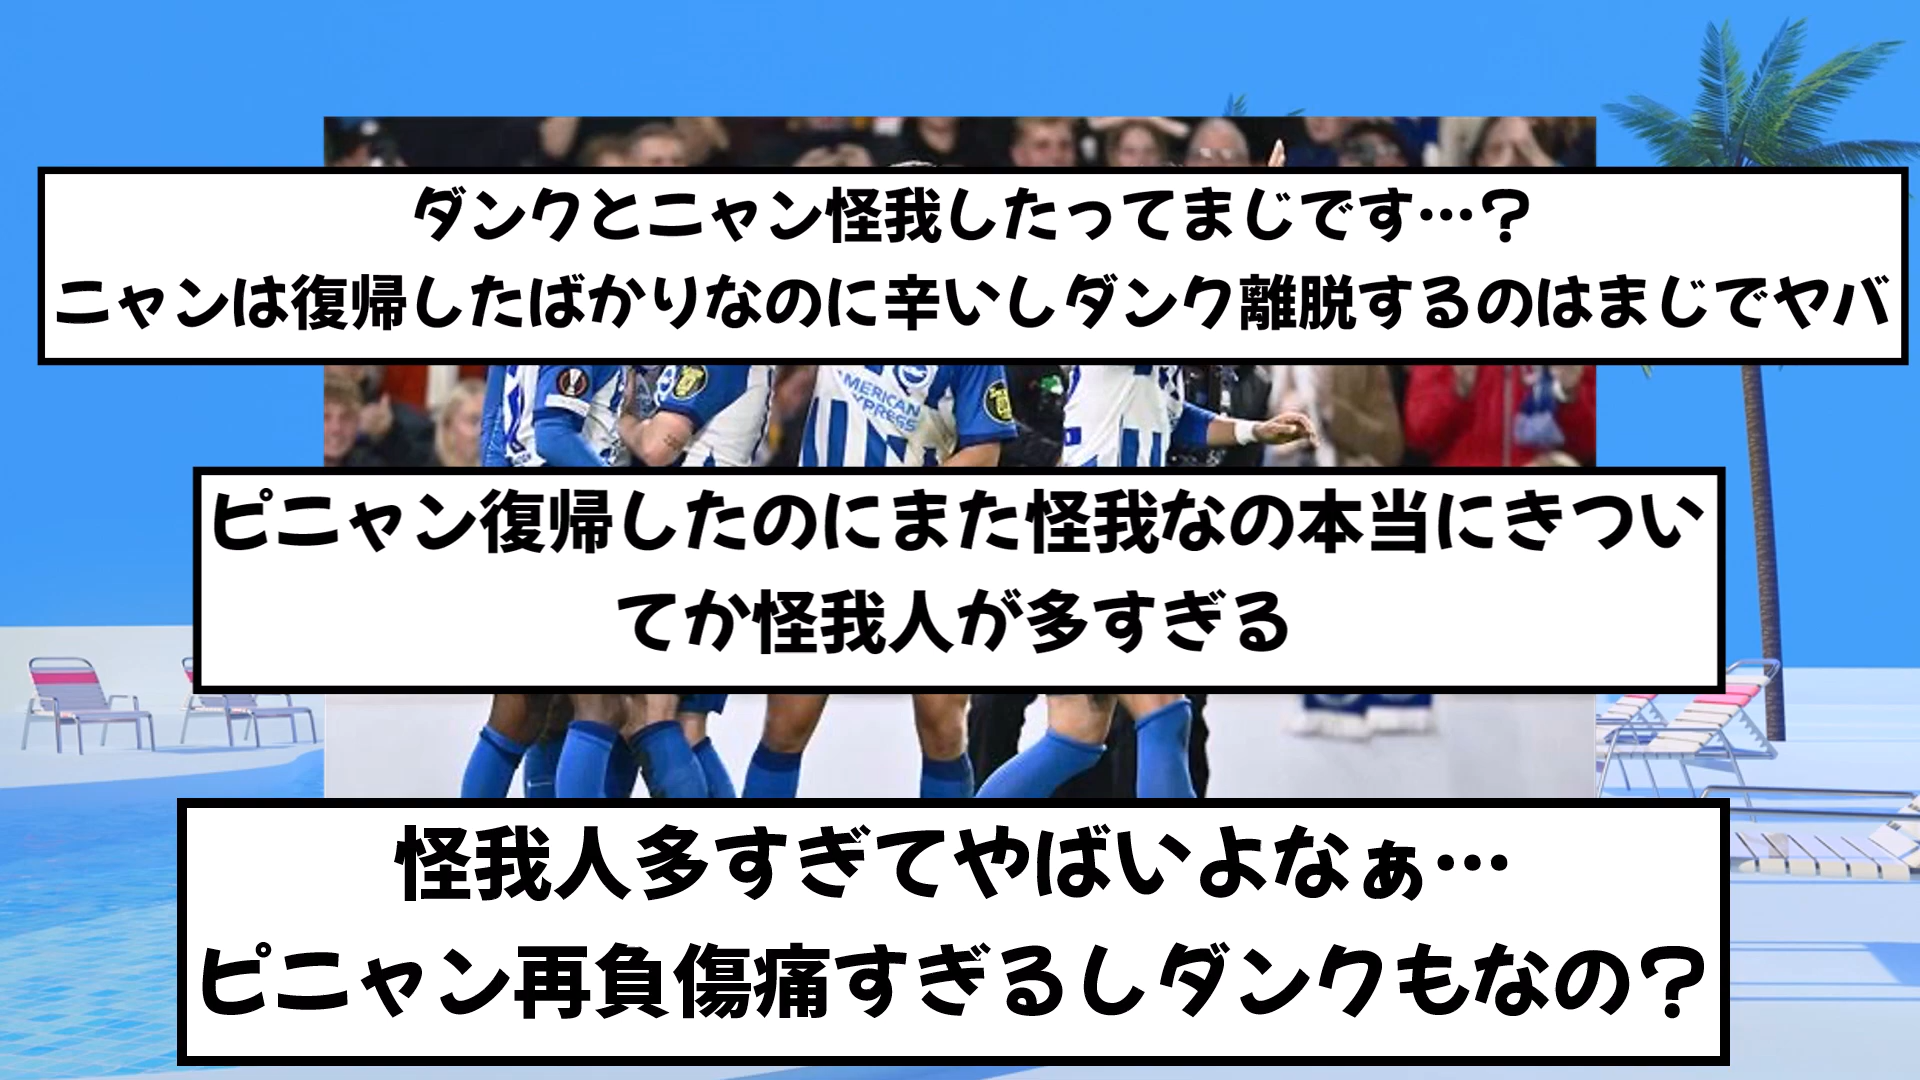 ダンクとニャン怪我したってまじです…？
ニャンは復帰したばかりなのに辛いしダンク離脱するのはまじでヤバ
MERICAN
XPRESS
ピニャン復帰したのにまた怪我なの本当にきつい
てか怪我人が多すぎる
怪我人多すぎてやばいよなぁ…
ピニャン再負傷痛すぎるしダンクもなの？